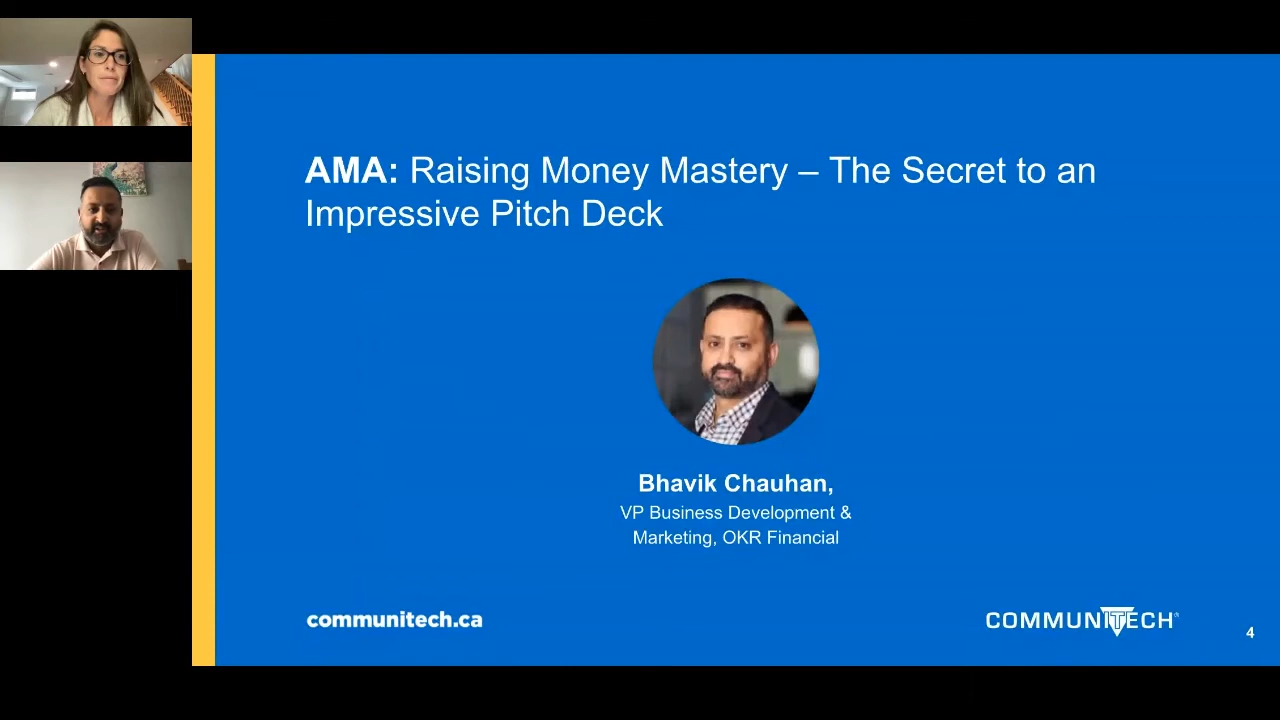 AMA: Raising Money Mastery – The Secret to an
Impressive Pitch Deck
Bhavik Chauhan,
VP Business Development &
Marketing, OKR Financial
communitech.ca
COMMUNITECH®
4